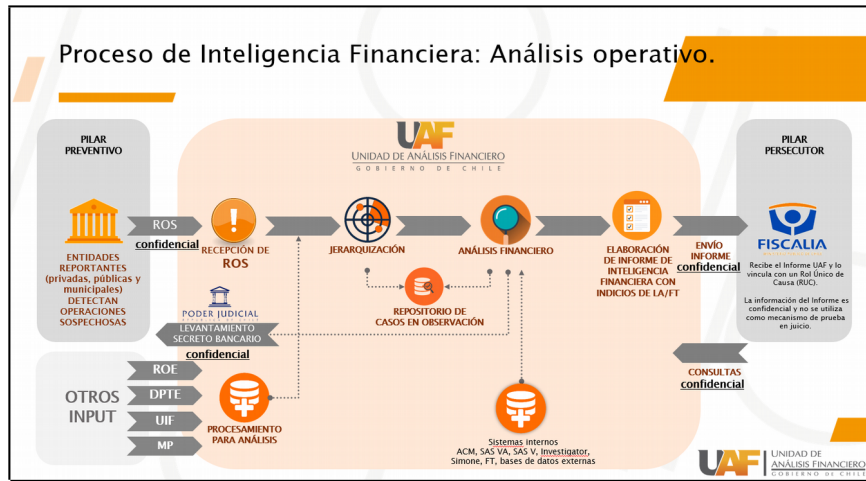 Proceso de Inteligencia Financiera: Análisis operativo.
PILAR
PREVENTIVO
ENTIDADES
REPORTANTES
(privadas, públicas y
municipales)
DETECTAN
OPERACIONES
SOSPECHOSAS
ROS
confidencial
UAF
UNIDAD DE ANÁLISIS FINANCIERO
GOBIERNO DE CHILE
RECEPCIÓN DE
ROS
JERARQUIZACIÓN
ANÁLISIS FINANCIERO
ELABORACIÓN
DE INFORME DE
INTELIGENCIA
FINANCIERA CON
INDICIOS DE LA/FT
REPOSITORIO DE
CASOS EN OBSERVACIÓN
ENVÍO
INFORME
confidencial
PILAR
PERSECUTOR
FISCALIA
Recibe el Informe UAF y lo
vincula con un Rol Único de
Causa (RUC).
La información del Informe es
confidencial y no se utiliza
como mecanismo de prueba
en juicio.
CONSULTAS
confidencial
PODER JUDICIAL
LEVANTAMIENTO
SECRETO BANCARIO
confidencial
OTROS
INPUT
ROE
DPTE
UIF
MP
PROCESAMIENTO
PARA ANÁLISIS
Sistemas internos
ACM, SAS VA, SAS V, Investigator,
Simone, FT, bases de datos externas
UAF
UNIDAD DE
ANÁLISIS FINANCIERO
GOBIERNO DE CHILE